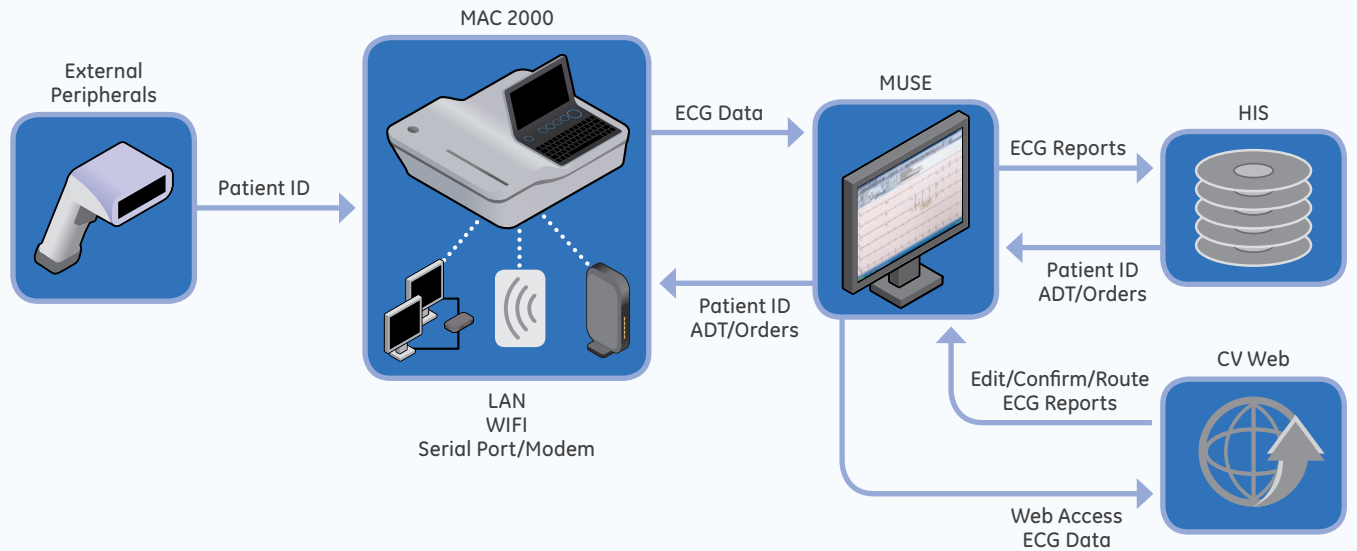 MAC 2000
External
Peripherals
Patient ID
ECG Data
MUSE
ECG Reports
HIS
Patient ID
ADT/Orders
Patient ID
ADT/Orders
LAN
WIFI
Serial Port/Modem
Edit/Confirm/Route
ECG Reports
CV Web
Web Access
ECG Data